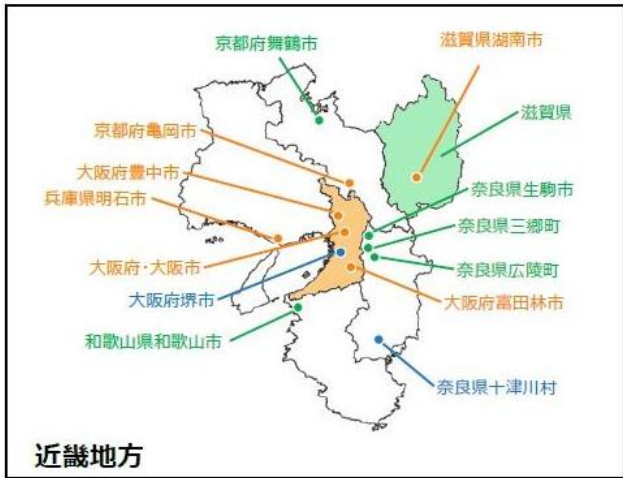 京都府舞鶴市
滋賀県湖南市
滋賀県
京都府亀岡市
大阪府豊中市
兵庫県明石市
奈良県生駒市
奈良県三郷町
大阪府・大阪市
奈良県広陵町
大阪府堺市
大阪府富田林市
和歌山県和歌山市
奈良県十津川村
近畿地方